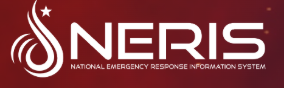 NERIS
NATIONAL EMERGENCY RESPONSE INFORMATION SYSTEM